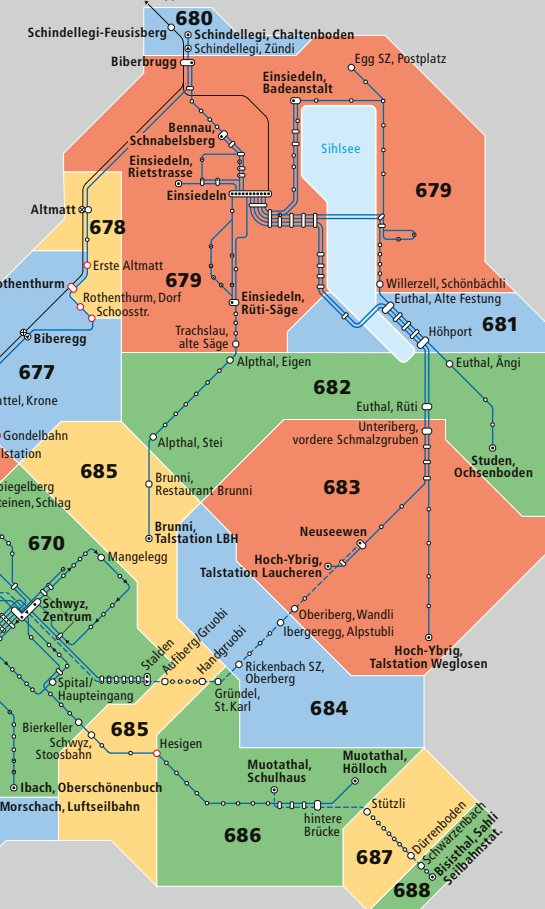 680
Schindellegi-Feusisberg
Schindellegi, Chaltenboden
Schindellegi, Zündi
Biberbrugg
Egg SZ, Postplatz
Einsiedeln,
Badeanstalt
Bennau,
Schnabelsberg
Sihlsee
Einsiedeln,
Rietstrasse
679
Einsiedeln
Altmatt
678
Erste Altmatt
othenthurm
679
Willerzell, Schönbächli
Rothenthurm, Dorf
Schoosstr.
Einsiedeln,
Rüti-Säge
Euthal, Alte Festung
681
Höhport
Biberegg
Trachslau,
alte Säge
Alpthal, Eigen
Euthal, Ängi
677
682
attel, Krone
Euthal, Rüti
Unteriberg,
vordere Schmalzgruben
Gondelbahn
lstation
Alpthal, Stei
Studen,
Ochsenboden
685
piegelberg
teinen, Schlag
Brunni,
Restaurant Brunni
683
Brunni,
Talstation LBH
Neuseewen
670
Mangelegg
Hoch-Ybrig,
Talstation Laucheren
Schwyz,
Zentrum
Oberiberg, Wandli
Ibergeregg, Alpstubli
Stalden
Aufiberg/Gruobi
Handgruobi
Hoch-Ybrig,
Talstation Weglosen
Rickenbach SZ,
Oberberg
Spital/
Haupteingang
Gründel,
St. Karl
684
685
Bierkeller
Schwyz,
Stoosbahn
Hesigen
Muotathal,
Schulhaus
Muotathal,
Hölloch
Ibach, Oberschönenbuch
Morschach, Luftseilbahn
hintere
Brücke
Stützli
686
687
Dürrenboden
Schwarzenbach
Bisisthal, Sahli
Seilbahnstat.
688